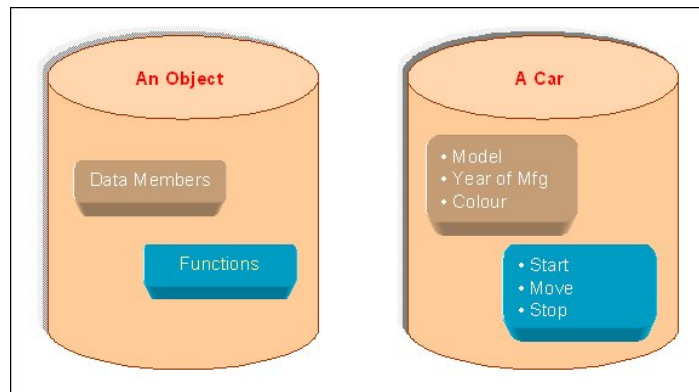 An Object
Data Members
Functions
A Car
• Model
• Year of Mfg
• Colour
• Start
• Move
• Stop